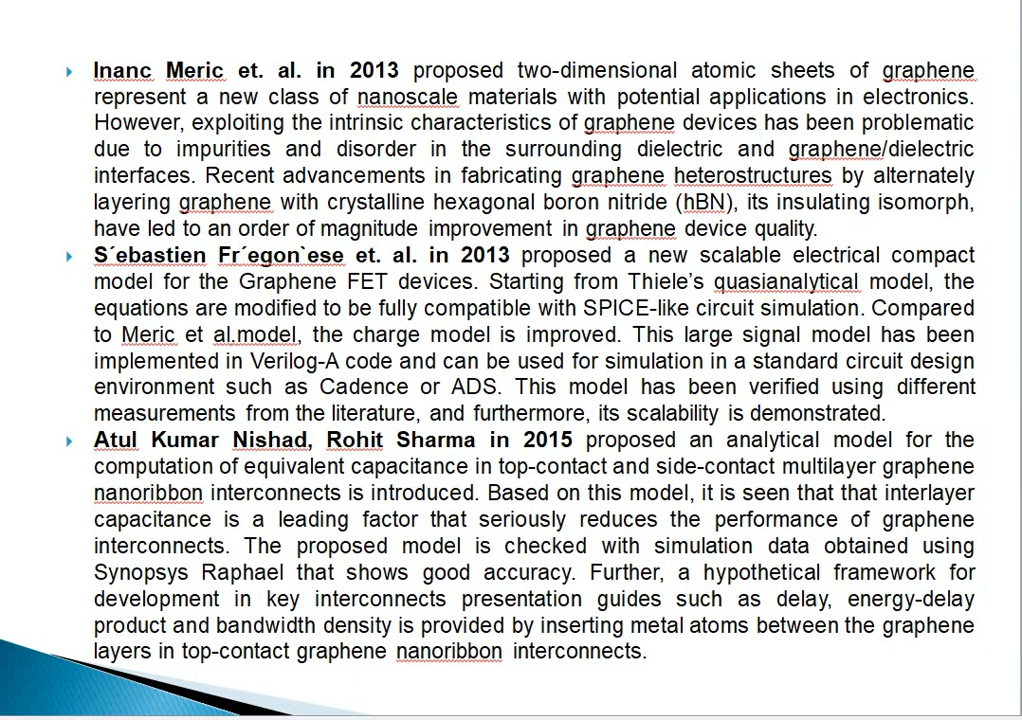 Inanc Meric et. al. in 2013 proposed two-dimensional atomic sheets of graphene
represent a new class of nanoscale materials with potential applications in electronics.
However, exploiting the intrinsic characteristics of graphene devices has been problematic
due to impurities and disorder in the surrounding dielectric and graphene/dielectric
interfaces. Recent advancements in fabricating graphene heterostructures by alternately
layering graphene with crystalline hexagonal boron nitride (hBN), its insulating isomorph,
have led to an order of magnitude improvement in graphene device quality.
S´ebastien Fr´egon`ese et. al. in 2013 proposed a new scalable electrical compact
model for the Graphene FET devices. Starting from Thiele’s quasianalytical model, the
equations are modified to be fully compatible with SPICE-like circuit simulation. Compared
to Meric et al.model, the charge model is improved. This large signal model has been
implemented in Verilog-A code and can be used for simulation in a standard circuit design
environment such as Cadence or ADS. This model has been verified using different
measurements from the literature, and furthermore, its scalability is demonstrated.
Atul Kumar Nishad, Rohit Sharma in 2015 proposed an analytical model for the
computation of equivalent capacitance in top-contact and side-contact multilayer graphene
nanoribbon interconnects is introduced. Based on this model, it is seen that that interlayer
capacitance is a leading factor that seriously reduces the performance of graphene
interconnects. The proposed model is checked with simulation data obtained using
Synopsys Raphael that shows good accuracy. Further, a hypothetical framework for
development in key interconnects presentation guides such as delay, energy-delay
product and bandwidth density is provided by inserting metal atoms between the graphene
layers in top-contact graphene nanoribbon interconnects.